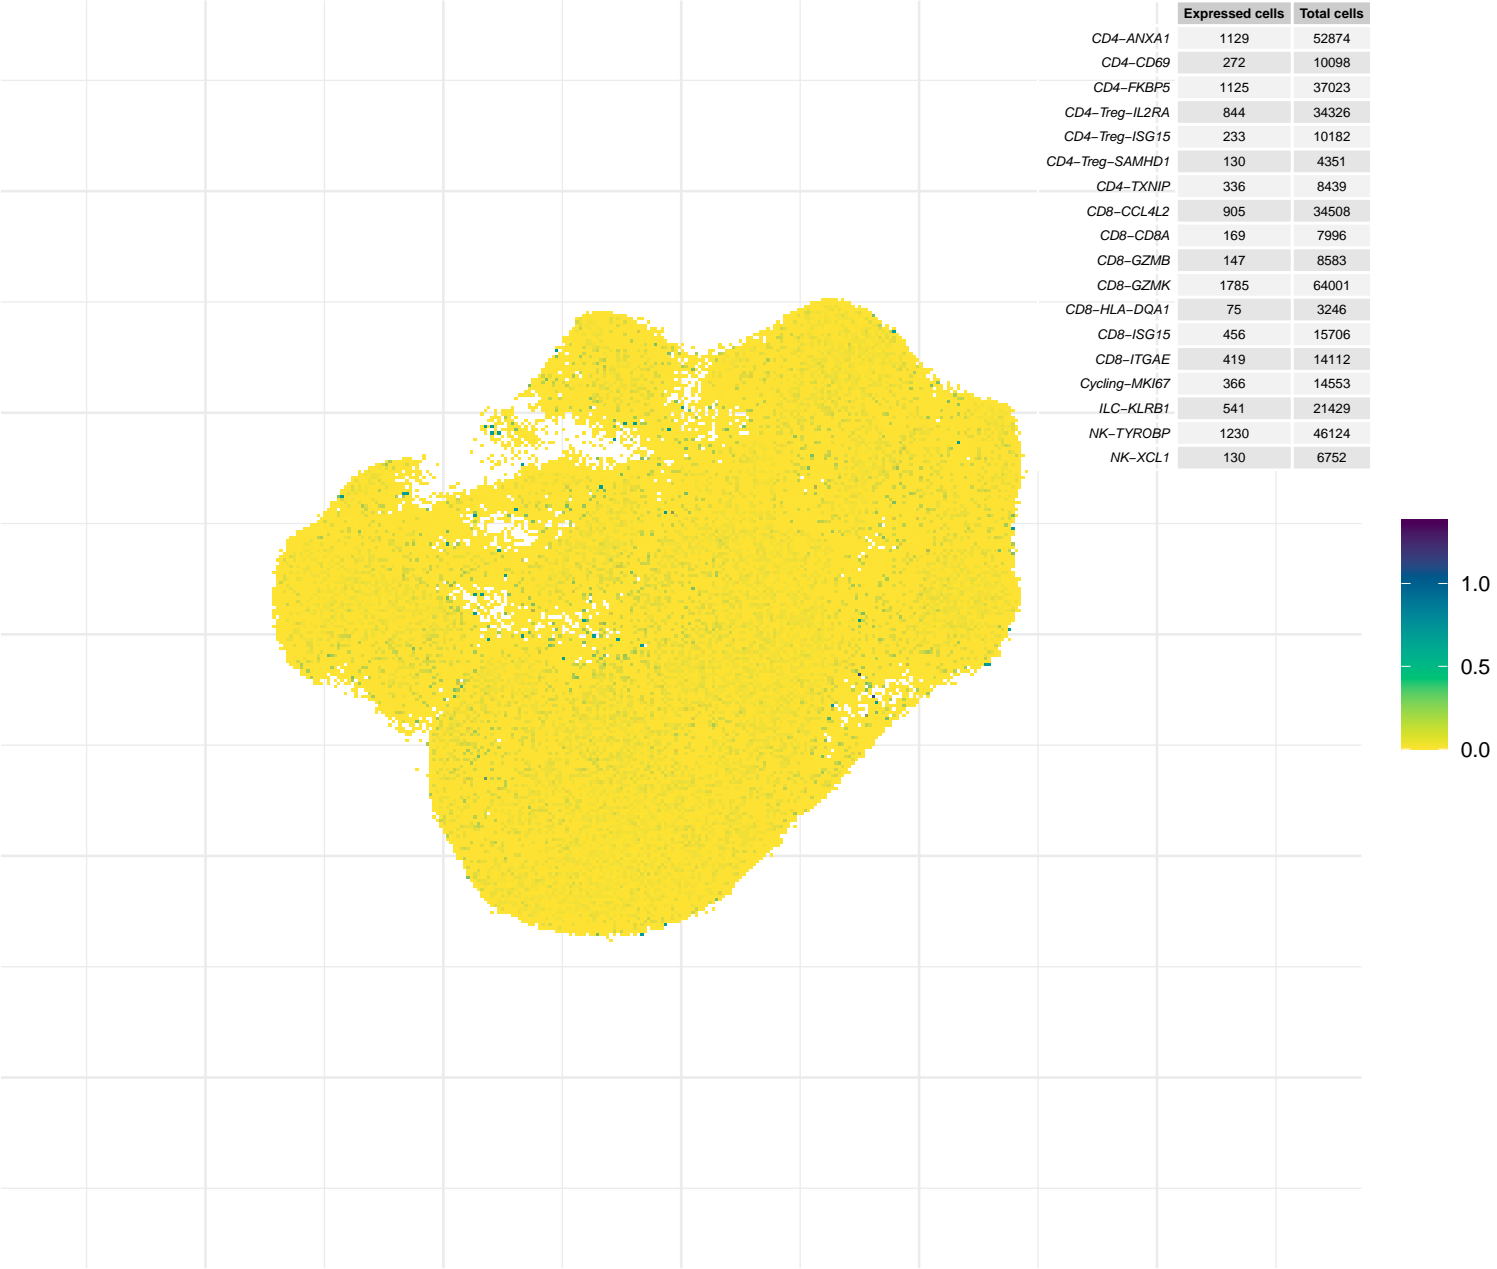 Expressed cells Total cells
CD4−ANXA1 1129 52874
CD4−CD69 272 10098
CD4−FKBP5 1125 37023
CD4−Treg−IL2RA 844 34326
CD4−Treg−ISG15 233 10182
CD4−Treg−SAMHD1 130 4351
CD4−TXNIP 336 8439
CD8−CCL4L2 905 34508
CD8−CD8A 169 7996
CD8−GZMB 147 8583
CD8−GZMK 1785 64001
CD8−HLA−DQA1 75 3246
CD8−ISG15 456 15706
CD8−ITGAE 419 14112
Cycling−MKI67 366 14553
ILC−KLRB1 541 21429
NK−TYROBP 1230 46124
NK−XCL1 130 6752
1.0
0.5
0.0